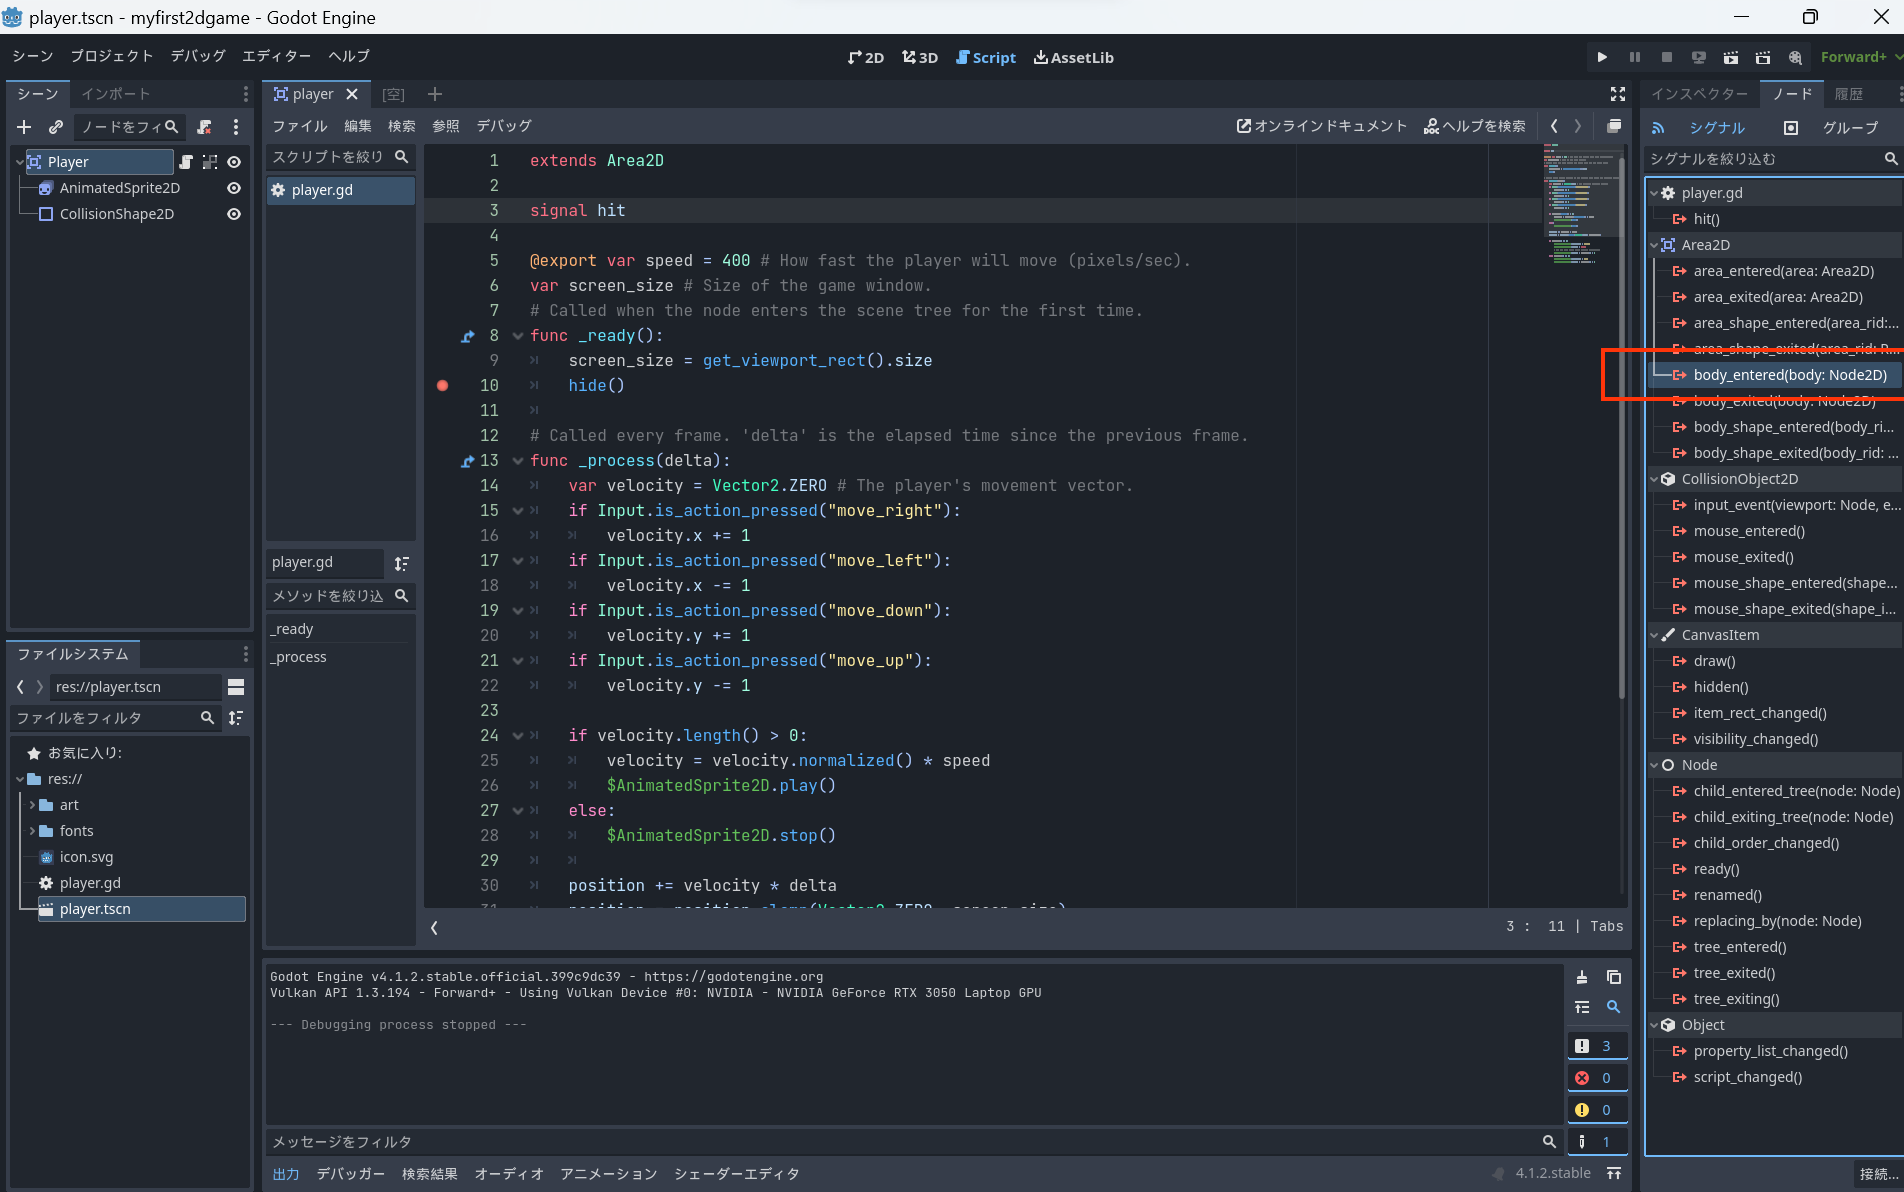 player.tscn - myfirst2dgame - Godot Engine
シーン プロジェクト デバッグ エディター ヘルプ
2D 3D Script AssetLib
Forward+
シーン インポート
ノードをフィ
Player
AnimatedSprite2D
CollisionShape2D
ファイルシステム
res://player.tscn
ファイルをフィルタ
お気に入り:
res://
art
fonts
icon.svg
player.gd
player.tscn
player [空]
ファイル 編集 検索 参照 デバッグ
オンラインドキュメント ヘルプを検索
スクリプトを絞り
player.gd
player.gd
メソッドを絞り込
_ready
_process
1 extends Area2D
2
3 signal hit
4
5 @export var speed = 400 # How fast the player will move (pixels/sec).
6 var screen_size # Size of the game window.
7 # Called when the node enters the scene tree for the first time.
8 func _ready():
9 screen_size = get_viewport_rect().size
10 hide()
11
12 # Called every frame. 'delta' is the elapsed time since the previous frame.
13 func _process(delta):
14 var velocity = Vector2.ZERO # The player's movement vector.
15 if Input.is_action_pressed("move_right"):
16 velocity.x += 1
17 if Input.is_action_pressed("move_left"):
18 velocity.x -= 1
19 if Input.is_action_pressed("move_down"):
20 velocity.y += 1
21 if Input.is_action_pressed("move_up"):
22 velocity.y -= 1
23
24 if velocity.length() > 0:
25 velocity = velocity.normalized() * speed
26 $AnimatedSprite2D.play()
27 else:
28 $AnimatedSprite2D.stop()
29
30 position += velocity * delta
3 : 11 | Tabs
Godot Engine v4.1.2.stable.official.399c9dc39 - https://godotengine.org
Vulkan API 1.3.194 - Forward+ - Using Vulkan Device #0: NVIDIA - NVIDIA GeForce RTX 3050 Laptop GPU
--- Debugging process stopped ---
3
0
0
1
メッセージをフィルタ
出力 デバッガー 検索結果 オーディオ アニメーション シェーダーエディタ
4.1.2.stable
インスペクター ノード 履歴
シグナル グループ
シグナルを絞り込む
player.gd
hit()
Area2D
area_entered(area: Area2D)
area_exited(area: Area2D)
area_shape_entered(area_rid:...
area_shape_exited(area_rid: R...
body_entered(body: Node2D)
body_exited(body: Node2D)
body_shape_entered(body_ri...
body_shape_exited(body_rid: ...
CollisionObject2D
input_event(viewport: Node, e...
mouse_entered()
mouse_exited()
mouse_shape_entered(shape...
mouse_shape_exited(shape_i...
CanvasItem
draw()
hidden()
item_rect_changed()
visibility_changed()
Node
child_entered_tree(node: Node)
child_exiting_tree(node: Node)
child_order_changed()
ready()
renamed()
replacing_by(node: Node)
tree_entered()
tree_exited()
tree_exiting()
Object
property_list_changed()
script_changed()
接続...